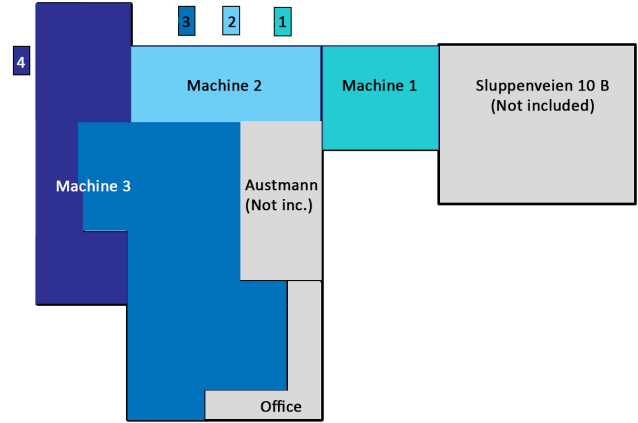 3
2
1
4
Machine 2
Machine 1
Sluppenveien 10 B
(Not included)
Machine 3
Austmann
(Not inc.)
Office